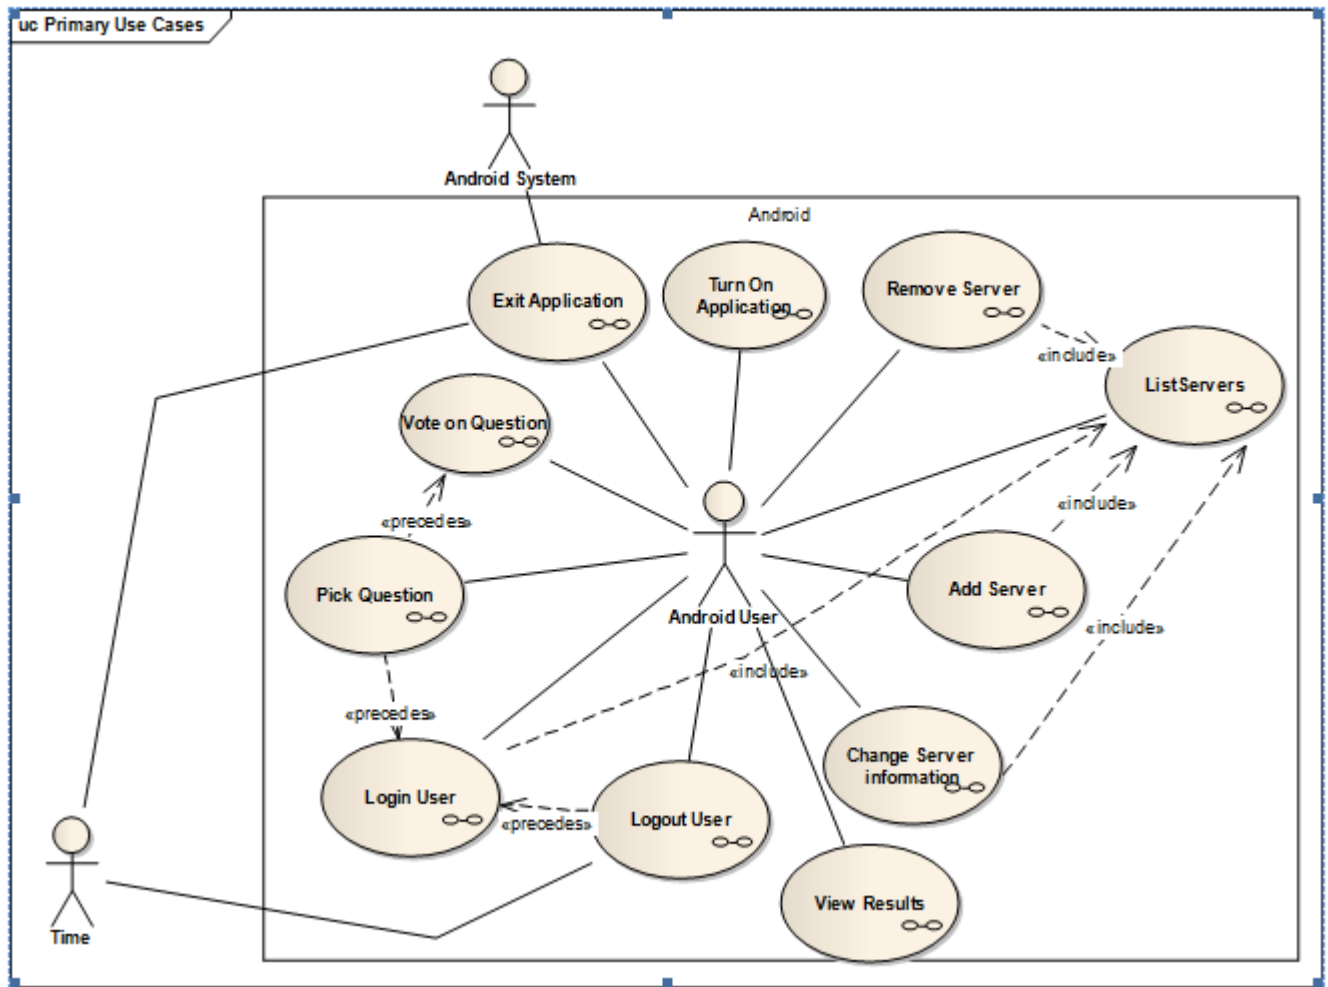 uc Primary Use Cases
Android System
Android
Exit Application
Turn On
Application
Remove Server
«include»
ListServers
Vote on Question
«precedes»
«include»
Pick Question
Add Server
Android User
«include»
«include»
«precedes»
Change Server
information
Login User
«precedes»
Logout User
View Results
Time